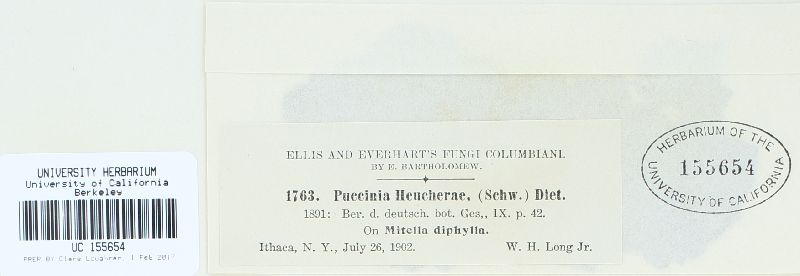 ELLIS AND EVERHART'S FUNGI COLUMBIANI.
BY E. BARTHOLOMEW.
1763. Puccinia Heucherae, (Schw.) Diet.
1891: Ber. d. deutsch. bot. Ges., IX. p. 42.
On Mitella diphylla.
Ithaca, N. Y., July 26, 1902. W. H. Long Jr.
HERBARIUM OF THE
155654
UNIVERSITY OF CALIFORNIA
UNIVERSITY HERBARIUM
University of California
Berkeley
UC 155654
PREP. BY Clare Loughran, 1 Feb 2017